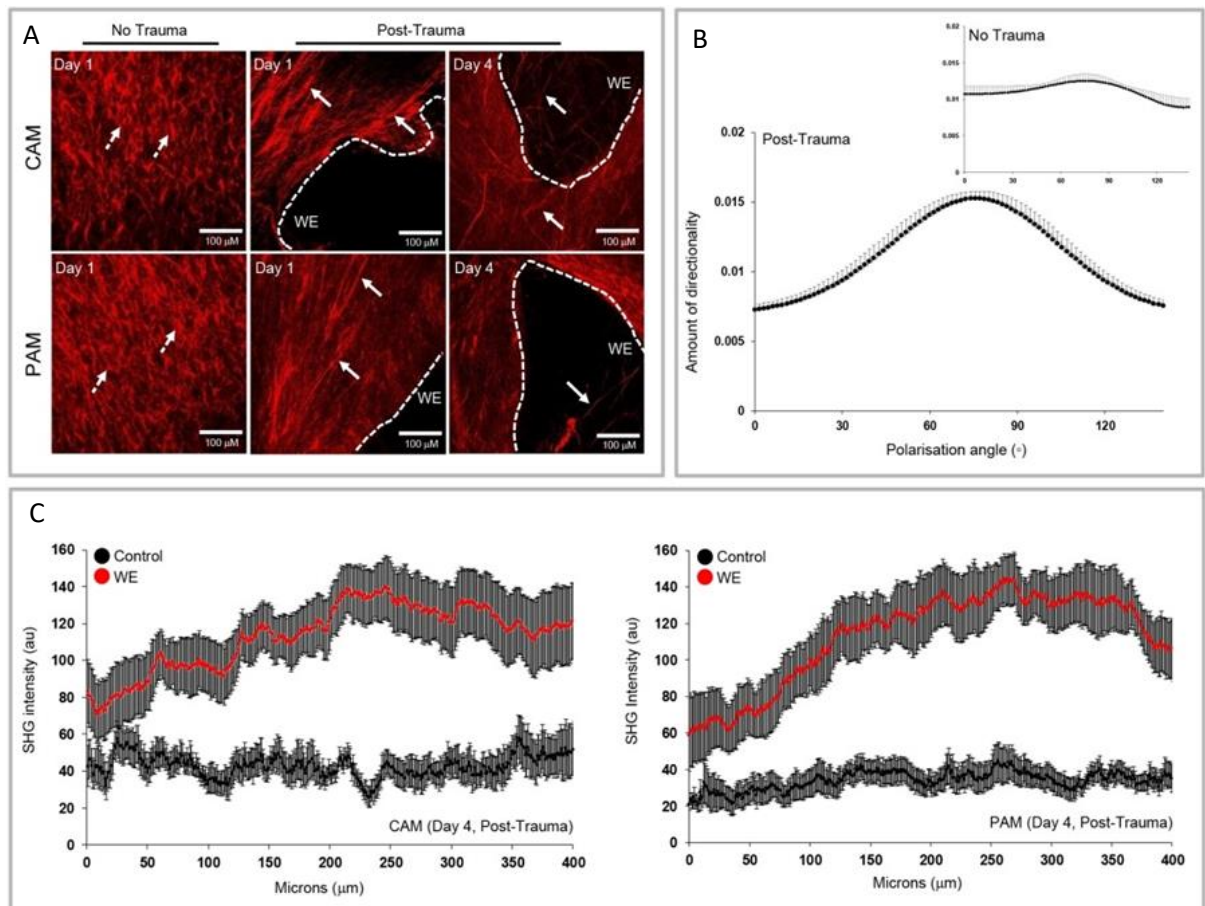 A
No Trauma
Post-Trauma
CAM
PAM
Day 1
100 µM
Day 1
WE
100 µM
Day 4
WE
100 µM
Day 1
100 µM
Day 1
WE
100 µM
Day 4
WE
100 µM
B
No Trauma
0.02
0.015
0.01
0.005
0
0 30 60 90 120
Post-Trauma
0.02
0.015
0.01
0.005
0
Amount of directionality
0 30 60 90 120
Polarisation angle (◦)
C
Control
WE
160
140
120
100
80
60
40
20
0
SHG intensity (au)
CAM (Day 4, Post-Trauma)
0 50 100 150 200 250 300 350 400
Microns (µm)
Control
WE
160
140
120
100
80
60
40
20
0
SHG Intensity (au)
PAM (Day 4, Post-Trauma)
0 50 100 150 200 250 300 350 400
Microns (µm)